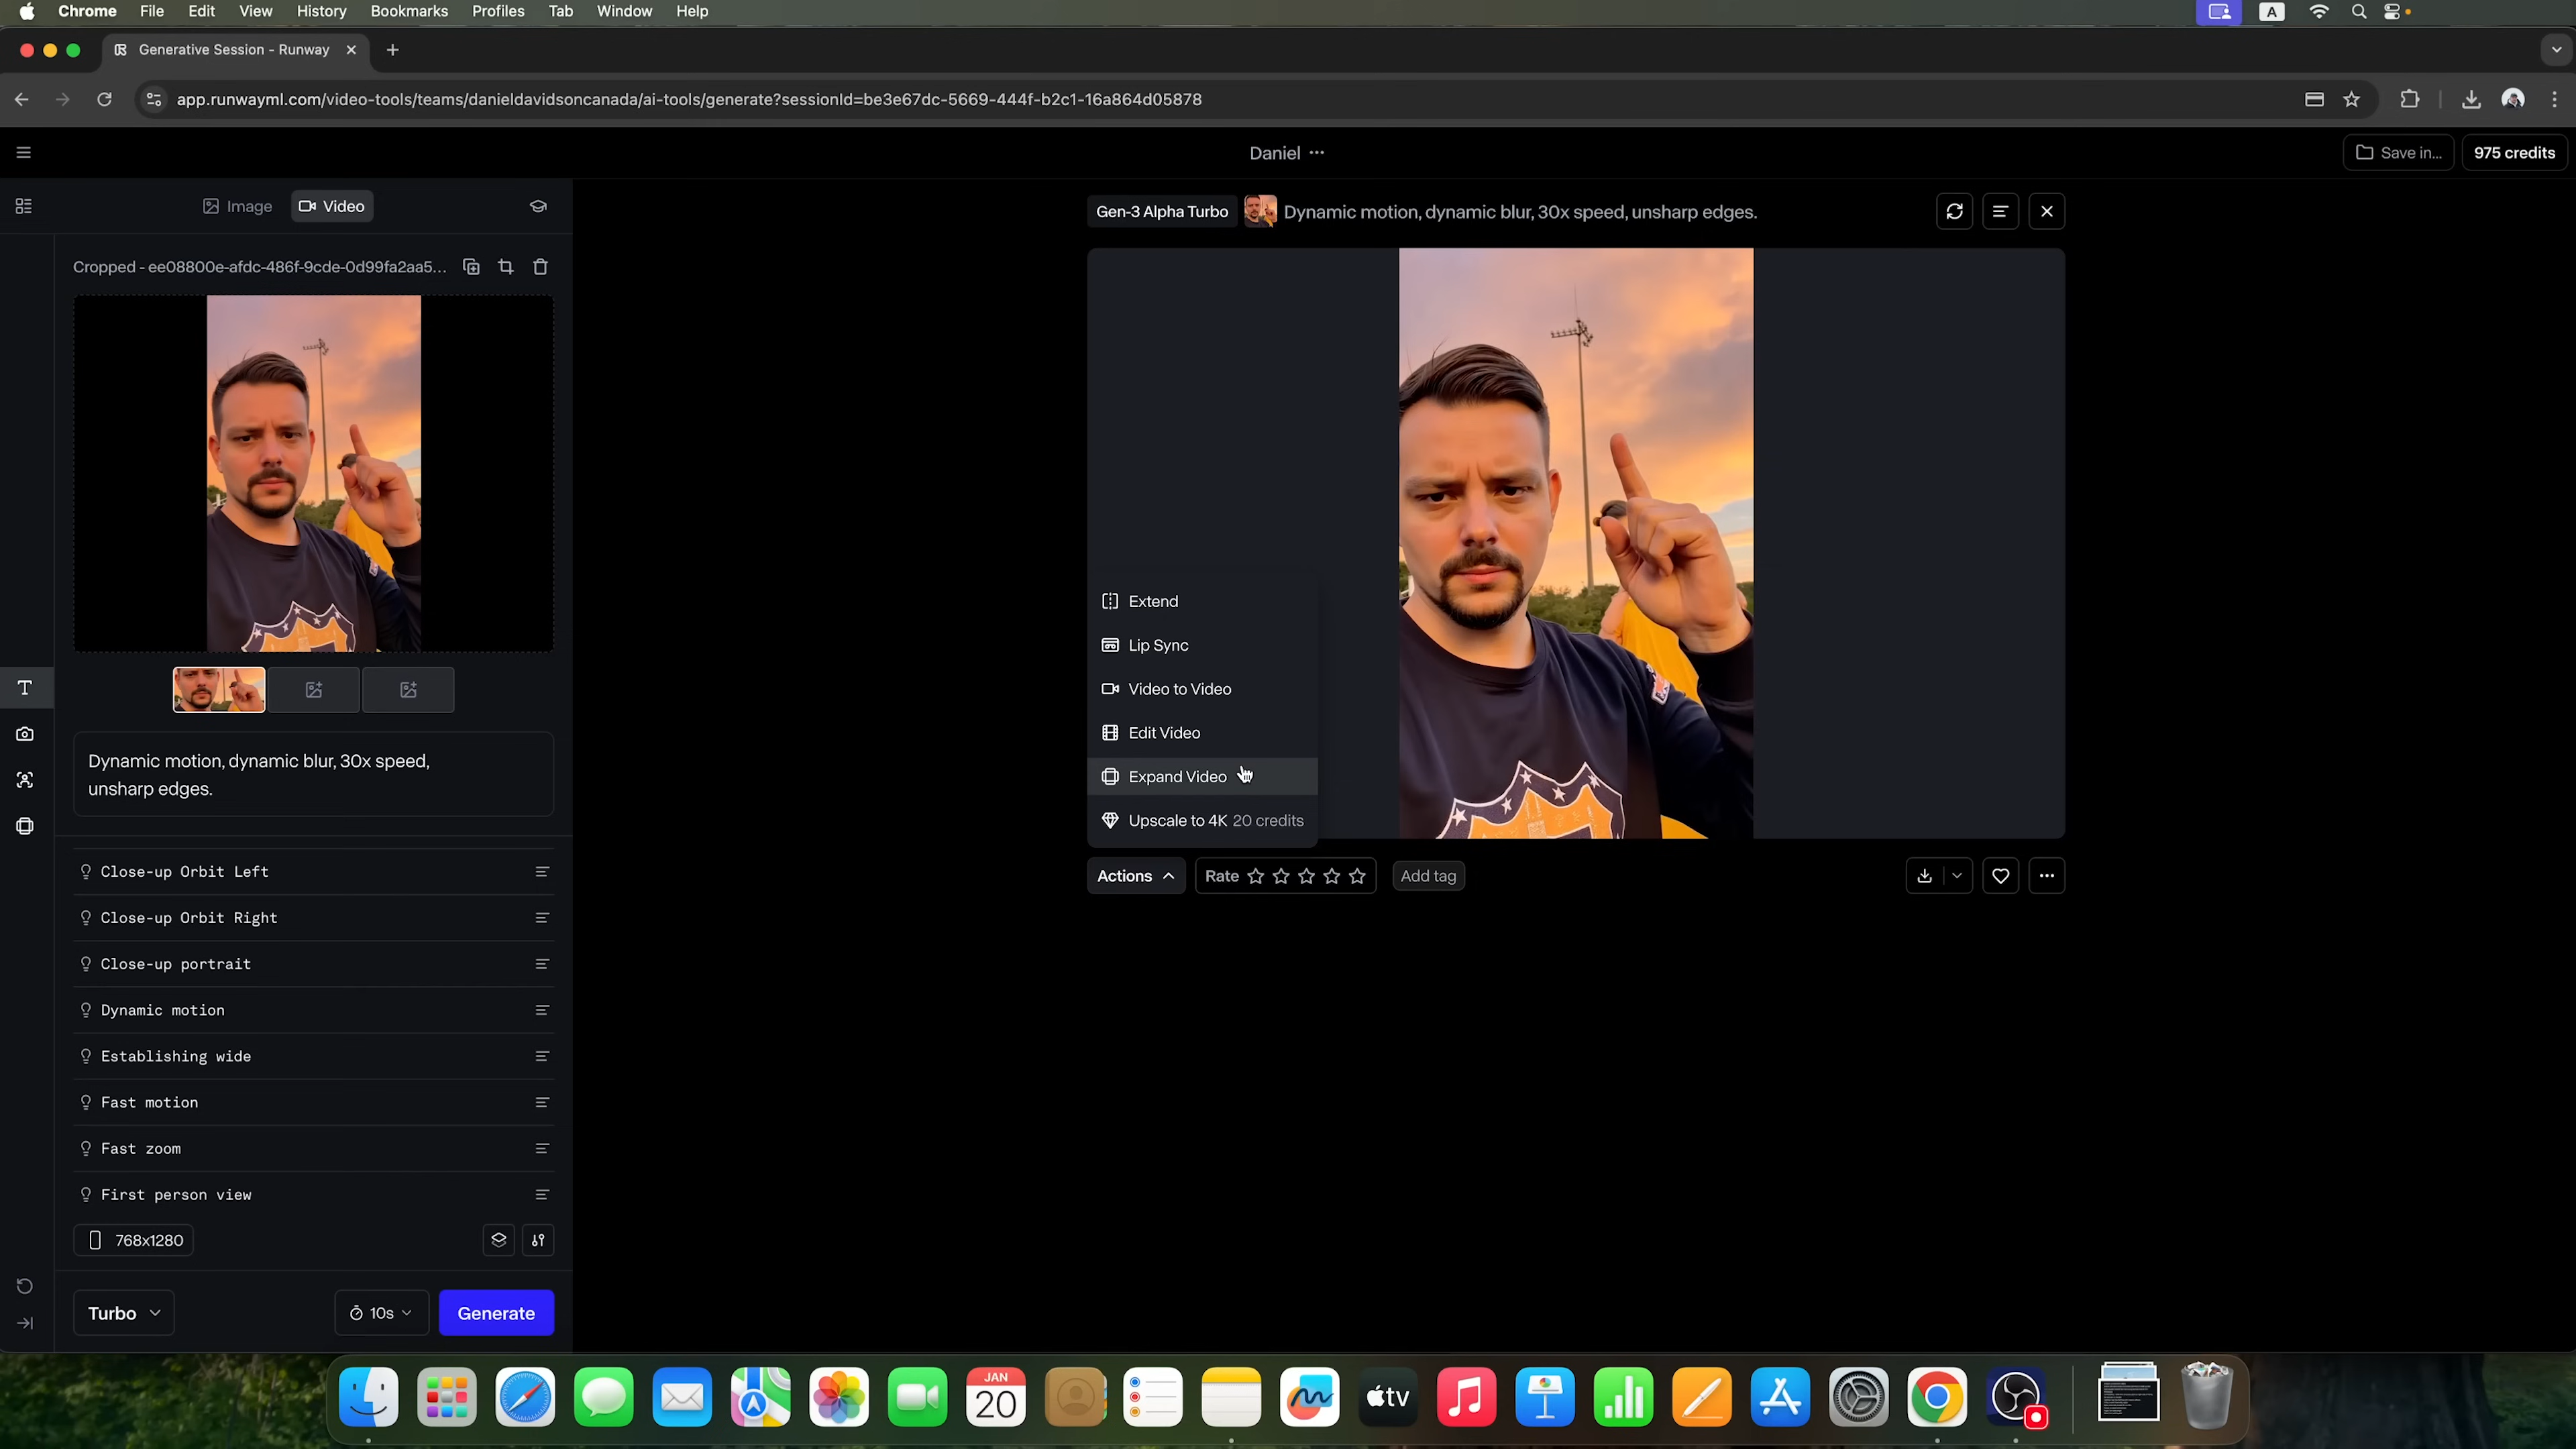 Chrome File Edit View History Bookmarks Profiles Tab Window Help
A
Generative Session - Runway
app.runwayml.com/video-tools/teams/danieldavidsoncanada/ai-tools/generate?sessionId=be3e67dc-5669-444f-b2c1-16a864d05878
Daniel
Save in...
975 credits
Image
Video
Cropped - ee08800e-afdc-486f-9cde-0d99fa2aa5...
Gen-3 Alpha Turbo
Dynamic motion, dynamic blur, 30x speed, unsharp edges.
Extend
Lip Sync
Video to Video
Edit Video
Expand Video
Upscale to 4K 20 credits
Actions
Rate
Add tag
T
Dynamic motion, dynamic blur, 30x speed,
unsharp edges.
Close-up Orbit Left
Close-up Orbit Right
Close-up portrait
Dynamic motion
Establishing wide
Fast motion
Fast zoom
First person view
768x1280
Turbo
10s
Generate
JAN
20
tv